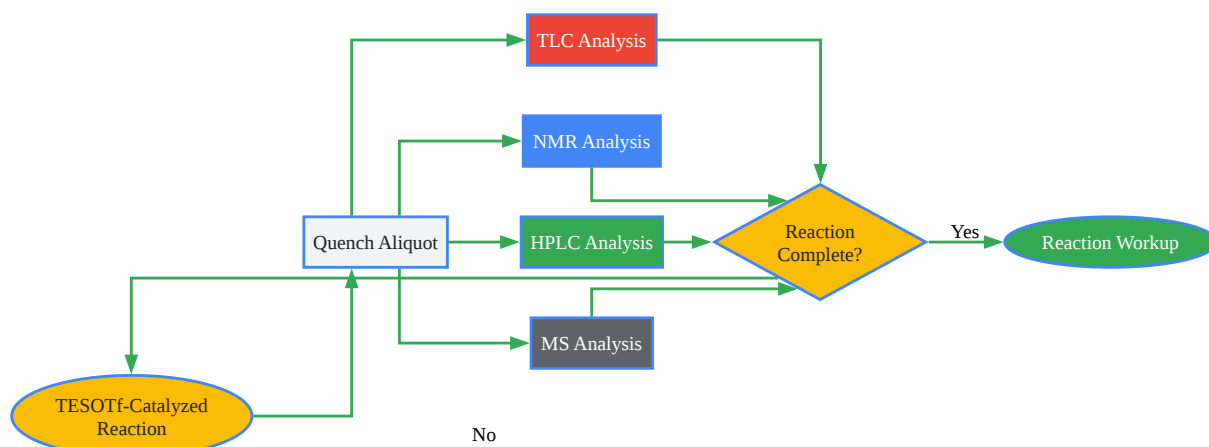 TLC Analysis
NMR Analysis
Quench Aliquot
HPLC Analysis
Reaction
Complete?
Yes
Reaction Workup
MS Analysis
TESOTf-Catalyzed
Reaction
No